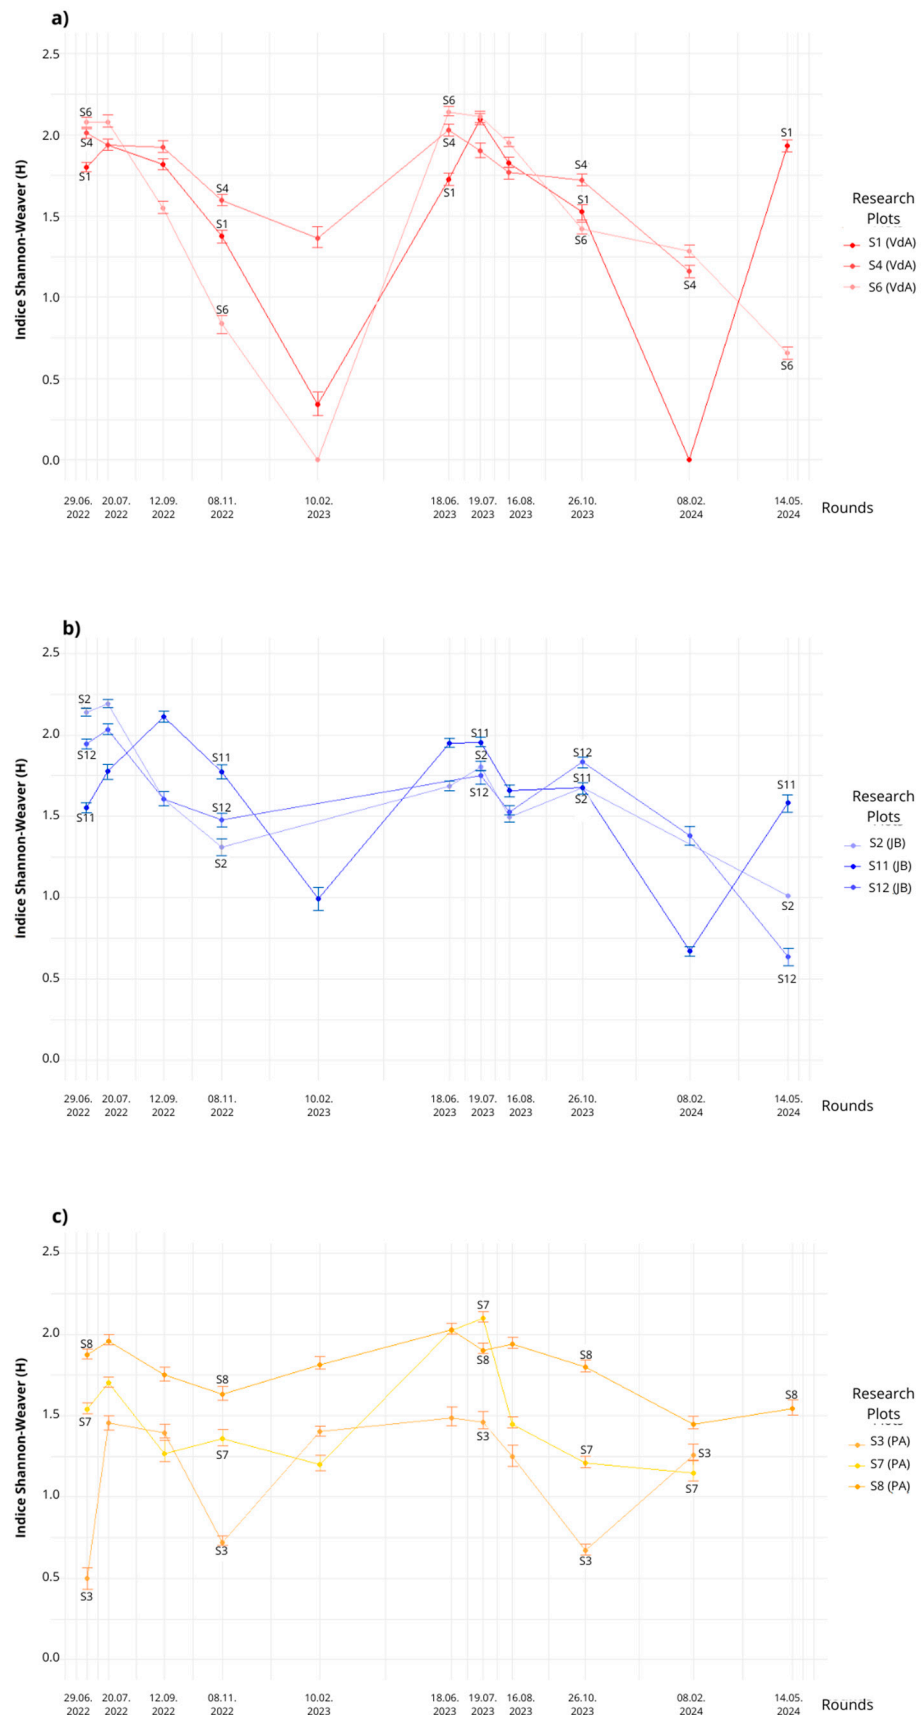 a)
2.5
2.0
1.5
1.0
0.5
0.0
Indice Shannon-Weaver (H)
S6
S4
S1
S4
S1
S6
S6
S4
S1
S4
S1
S6
S4
S1
S6
29.06. 20.07. 12.09. 08.11. 10.02. 18.06. 19.07. 16.08. 26.10. 08.02. 14.05.
2022 2022 2022 2022 2023 2023 2023 2023 2023 2024 2024
Rounds
Research
Plots
S1 (VdA)
S4 (VdA)
S6 (VdA)
b)
2.5
2.0
1.5
1.0
0.5
0.0
Indice Shannon-Weaver (H)
S2
S12
S11
S11
S12
S2
S11
S2
S12
S12
S11
S2
S11
S2
S12
29.06. 20.07. 12.09. 08.11. 10.02. 18.06. 19.07. 16.08. 26.10. 08.02. 14.05.
2022 2022 2022 2022 2023 2023 2023 2023 2023 2024 2024
Rounds
Research
Plots
S2 (JB)
S11 (JB)
S12 (JB)
c)
2.5
2.0
1.5
1.0
0.5
0.0
Indice Shannon-Weaver (H)
S8
S7
S3
S8
S7
S3
S7
S8
S3
S8
S7
S3
S3
S7
S8
29.06. 20.07. 12.09. 08.11. 10.02. 18.06. 19.07. 16.08. 26.10. 08.02. 14.05.
2022 2022 2022 2022 2023 2023 2023 2023 2023 2024 2024
Rounds
Research
Plots
S3 (PA)
S7 (PA)
S8 (PA)